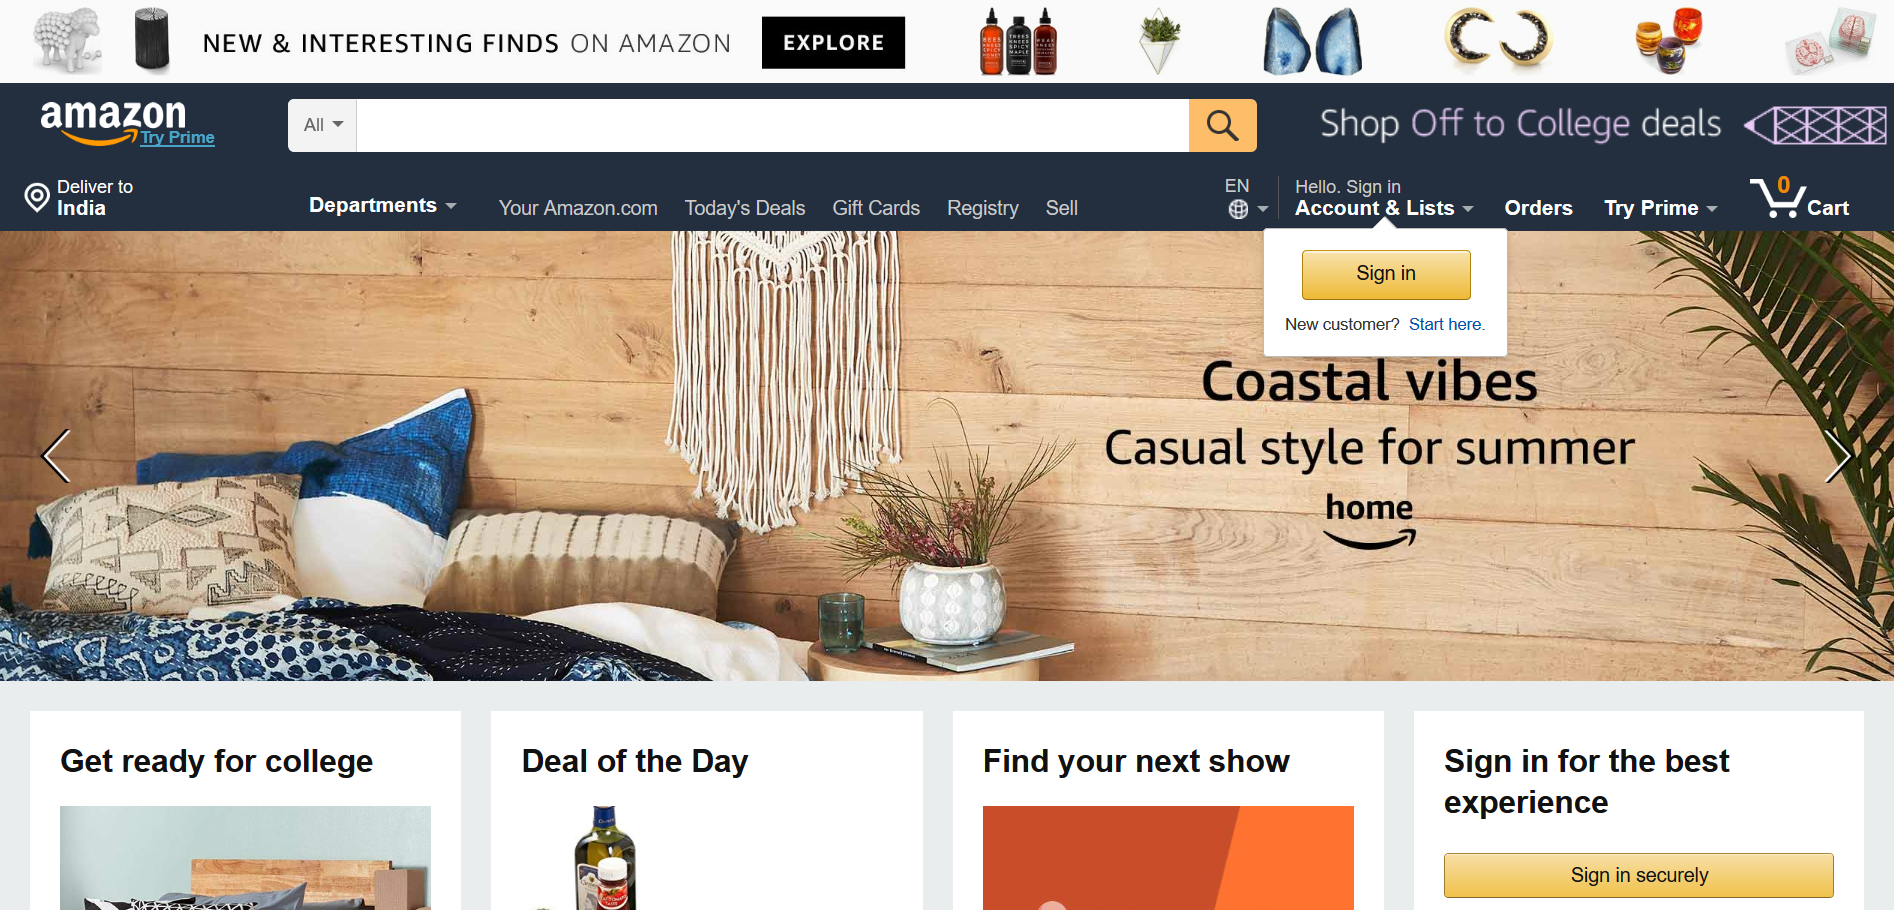 NEW & INTERESTING FINDS ON AMAZON
EXPLORE
amazon
Try Prime
All
Shop Off to College deals
Deliver to
India
Departments
Your Amazon.com
Today's Deals
Gift Cards
Registry
Sell
EN
Hello. Sign in
Account & Lists
Orders
Try Prime
0
Cart
Sign in
New customer? Start here.
Coastal vibes
Casual style for summer
home
Get ready for college
Deal of the Day
Find your next show
Sign in for the best
experience
Sign in securely